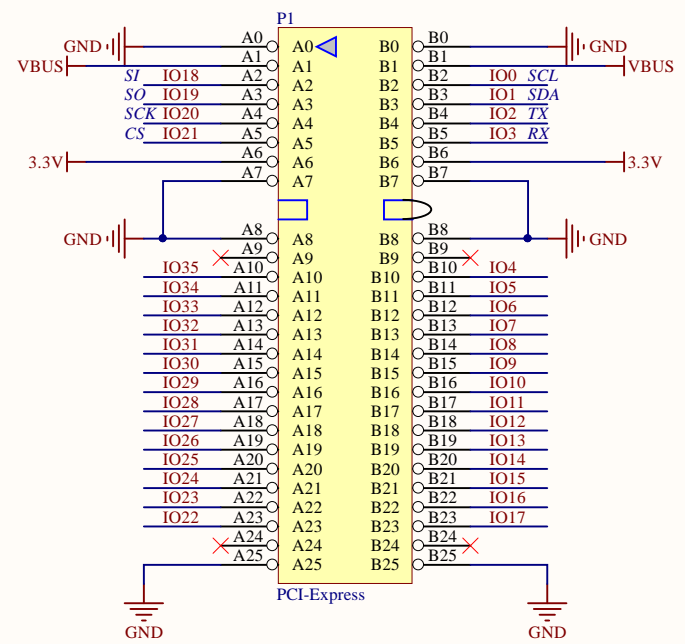 P1
GND A0 A0 B0 B0 GND
VBUS A1 A1 B1 B1 VBUS
SI IO18 A2 A2 B2 B2 IO0 SCL
SO IO19 A3 A3 B3 B3 IO1 SDA
SCK IO20 A4 A4 B4 B4 IO2 TX
CS IO21 A5 A5 B5 B5 IO3 RX
3.3V A6 A6 B6 B6 3.3V
A7 A7 B7 B7
GND A8 A8 B8 B8 GND
A9 A9 B9 B9
IO35 A10 A10 B10 B10 IO4
IO34 A11 A11 B11 B11 IO5
IO33 A12 A12 B12 B12 IO6
IO32 A13 A13 B13 B13 IO7
IO31 A14 A14 B14 B14 IO8
IO30 A15 A15 B15 B15 IO9
IO29 A16 A16 B16 B16 IO10
IO28 A17 A17 B17 B17 IO11
IO27 A18 A18 B18 B18 IO12
IO26 A19 A19 B19 B19 IO13
IO25 A20 A20 B20 B20 IO14
IO24 A21 A21 B21 B21 IO15
IO23 A22 A22 B22 B22 IO16
IO22 A23 A23 B23 B23 IO17
A24 A24 B24 B24
A25 A25 B25 B25
PCI-Express
GND GND